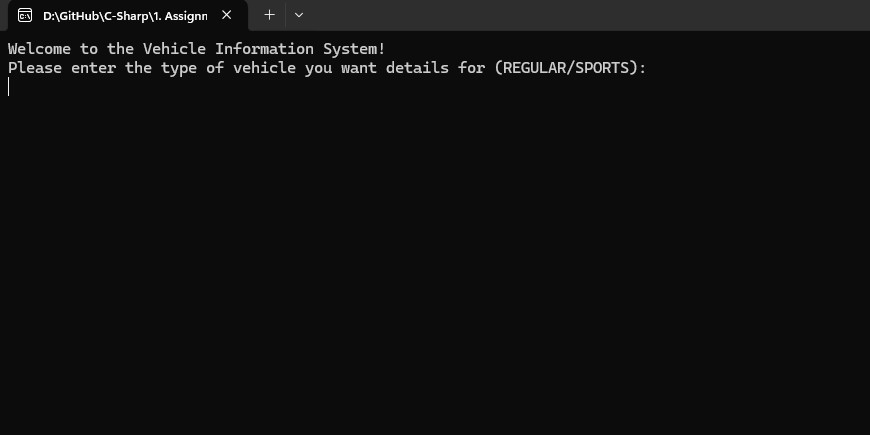 D:\GitHub\C-Sharp\1. Assignn
Welcome to the Vehicle Information System!
Please enter the type of vehicle you want details for (REGULAR/SPORTS):